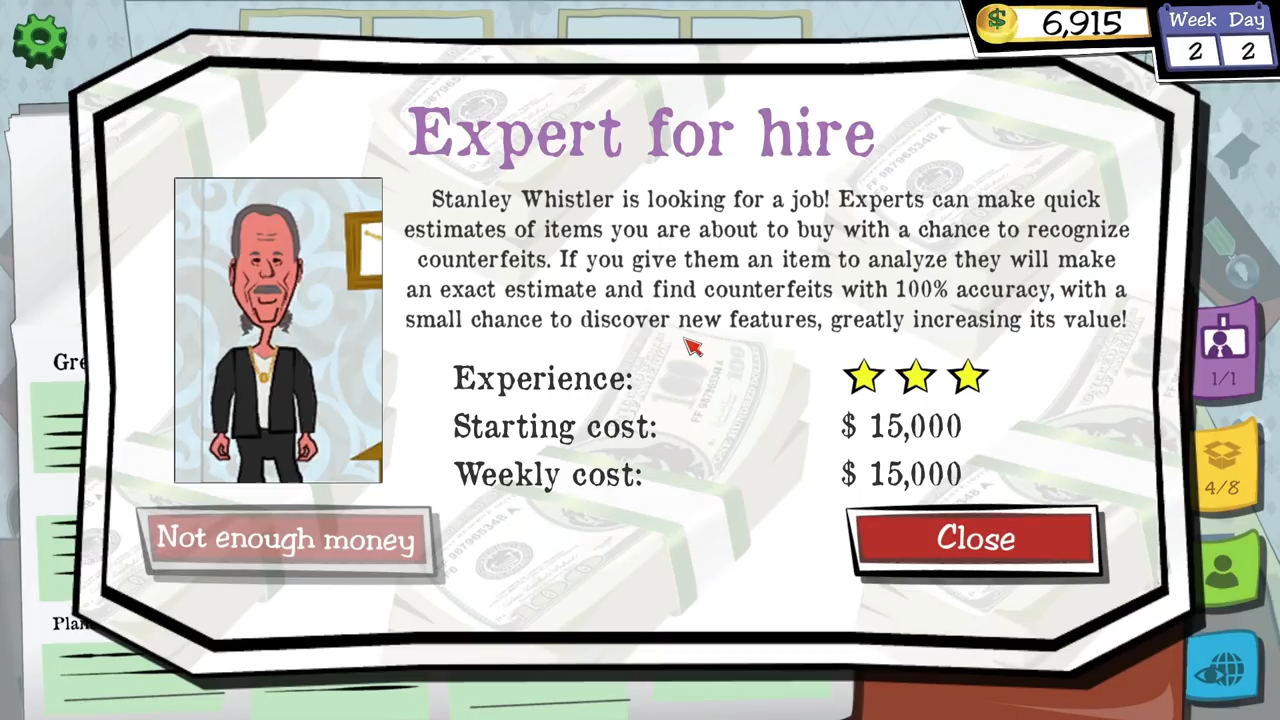 6,915
Week Day
2 2
Expert for hire
Stanley Whistler is looking for a job! Experts can make quick
estimates of items you are about to buy with a chance to recognize
counterfeits. If you give them an item to analyze they will make
an exact estimate and find counterfeits with 100% accuracy, with a
small chance to discover new features, greatly increasing its value!
Experience:
Starting cost: $ 15,000
Weekly cost: $ 15,000
Not enough money
Close
Gre
Plan
1/1
4/8